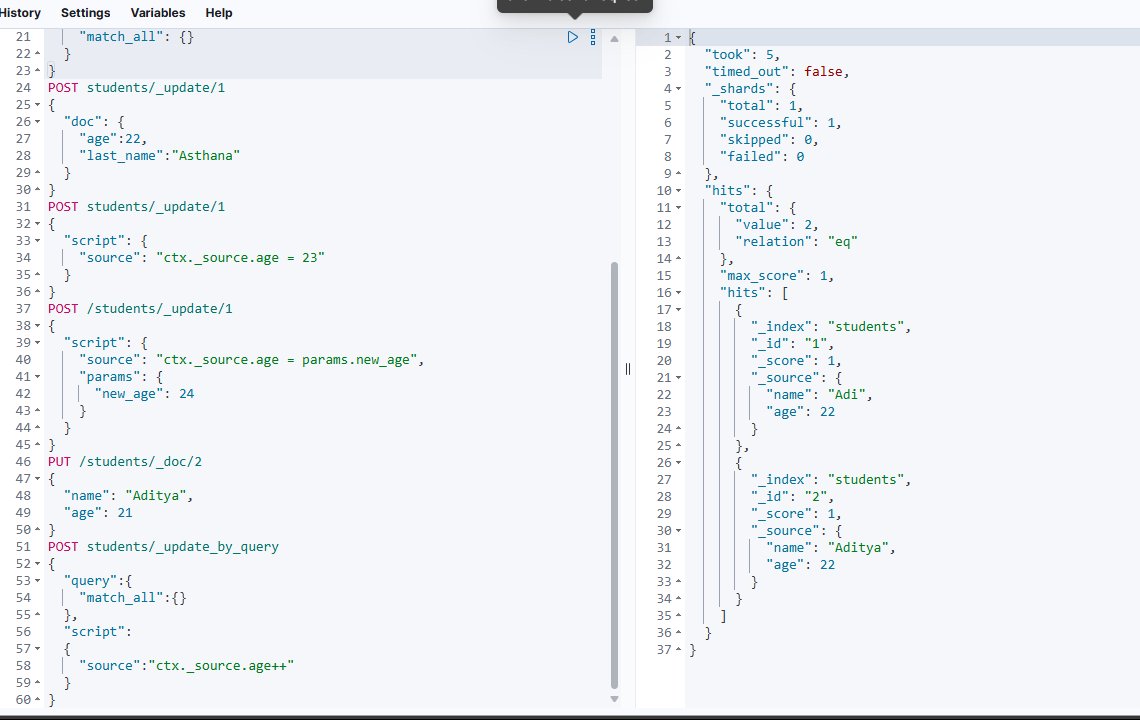 History Settings Variables Help
21 "match_all": {}
22 }
23 }
24 POST students/_update/1
25 {
26 "doc": {
27 "age":22,
28 "last_name":"Asthana"
29 }
30 }
31 POST students/_update/1
32 {
33 "script": {
34 "source": "ctx._source.age = 23"
35 }
36 }
37 POST /students/_update/1
38 {
39 "script": {
40 "source": "ctx._source.age = params.new_age",
41 "params": {
42 "new_age": 24
43 }
44 }
45 }
46 PUT /students/_doc/2
47 {
48 "name": "Aditya",
49 "age": 21
50 }
51 POST students/_update_by_query
52 {
53 "query":{
54 "match_all":{}
55 },
56 "script":
57 {
58 "source":"ctx._source.age++"
59 }
60 }
1 {
2 "took": 5,
3 "timed_out": false,
4 "_shards": {
5 "total": 1,
6 "successful": 1,
7 "skipped": 0,
8 "failed": 0
9 },
10 "hits": {
11 "total": {
12 "value": 2,
13 "relation": "eq"
14 },
15 "max_score": 1,
16 "hits": [
17 {
18 "_index": "students",
19 "_id": "1",
20 "_score": 1,
21 "_source": {
22 "name": "Adi",
23 "age": 22
24 }
25 },
26 {
27 "_index": "students",
28 "_id": "2",
29 "_score": 1,
30 "_source": {
31 "name": "Aditya",
32 "age": 22
33 }
34 }
35 ]
36 }
37 }